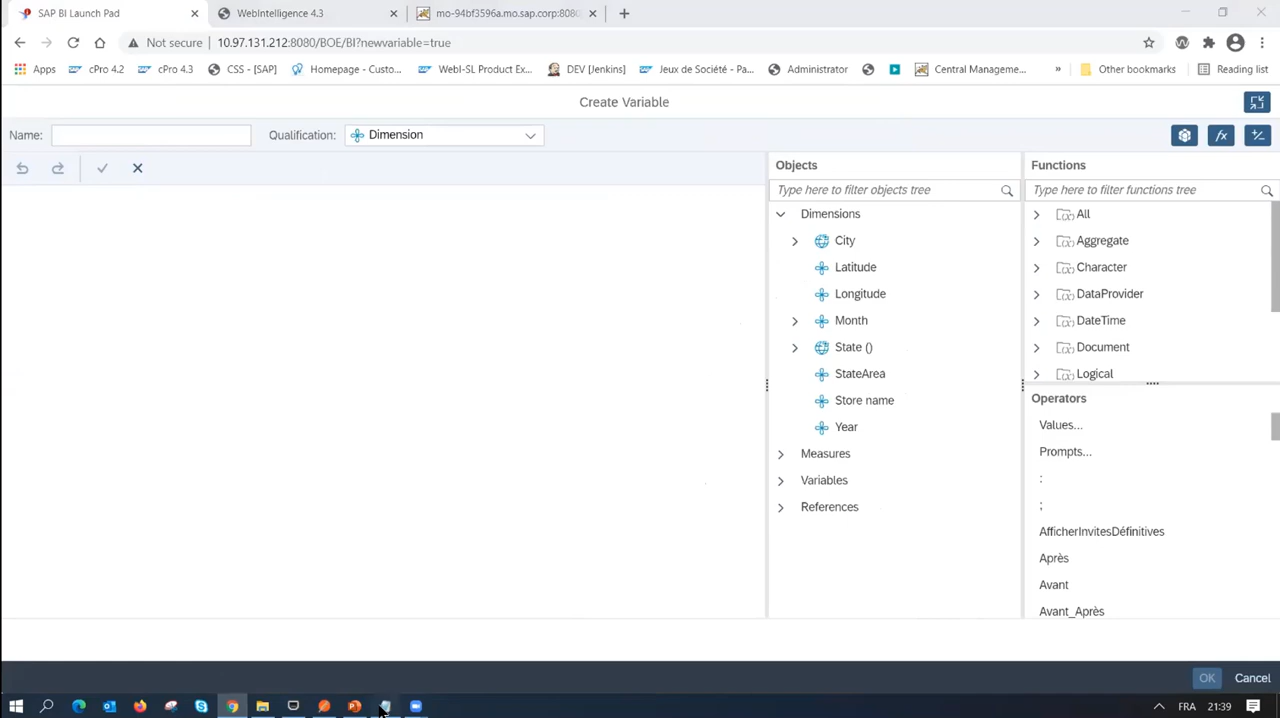 SAP BI Launch Pad
WebIntelligence 4.3
mo-94bf3596a.mo.sap.corp:8080
Not secure
10.97.131.212:8080/BOE/BI?newvariable=true
Apps
cPro 4.2
cPro 4.3
CSS - [SAP]
Homepage - Custo...
WebI-SL Product Ex...
DEV [Jenkins]
Jeux de Société - Pa...
Administrator
Central Manageme...
»
Other bookmarks
Reading list
Create Variable
Name:
Qualification:
Dimension
fx
Objects
Type here to filter objects tree
Dimensions
City
Latitude
Longitude
Month
State ()
StateArea
Store name
Year
Measures
Variables
References
Functions
Type here to filter functions tree
All
Aggregate
Character
DataProvider
DateTime
Document
Logical
Operators
Values...
Prompts...
:
;
AfficherInvitesDéfinitives
Après
Avant
Avant_Après
OK
Cancel
FRA
21:39